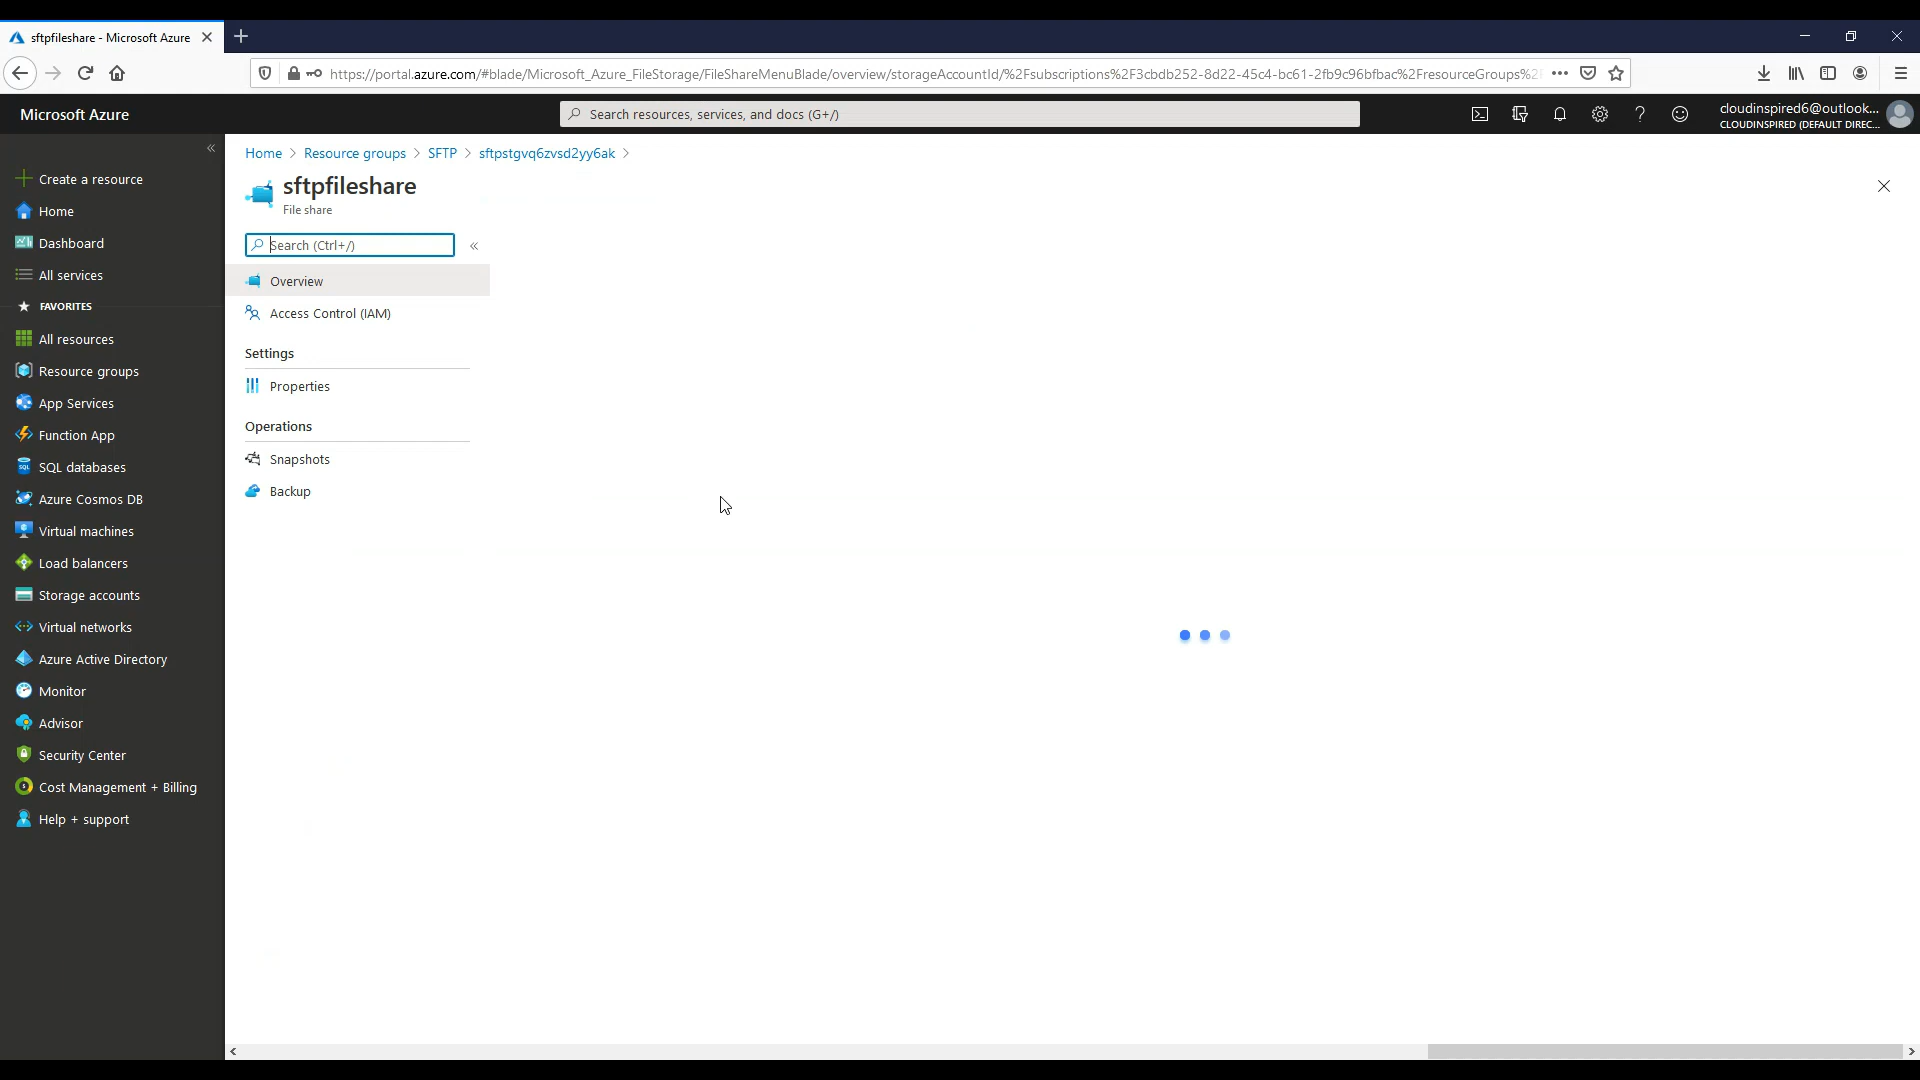 sftpfileshare - Microsoft Azure
https://portal.azure.com/#blade/Microsoft_Azure_FileStorage/FileShareMenuBlade/overview/storageAccountId/%2Fsubscriptions%2F3cbdb252-8d22-45c4-bc61-2fb9c96bfbac%2FresourceGroups%2F
Microsoft Azure
Search resources, services, and docs (G+/)
cloudinspired6@outlook...
CLOUDINSPIRED (DEFAULT DIREC...
Home > Resource groups > SFTP > sftpstgvq6zvsd2yy6ak >
sftpfileshare
File share
Search (Ctrl+/)
Overview
Access Control (IAM)
Settings
Properties
Operations
Snapshots
Backup
Create a resource
Home
Dashboard
All services
FAVORITES
All resources
Resource groups
App Services
Function App
SQL databases
Azure Cosmos DB
Virtual machines
Load balancers
Storage accounts
Virtual networks
Azure Active Directory
Monitor
Advisor
Security Center
Cost Management + Billing
Help + support